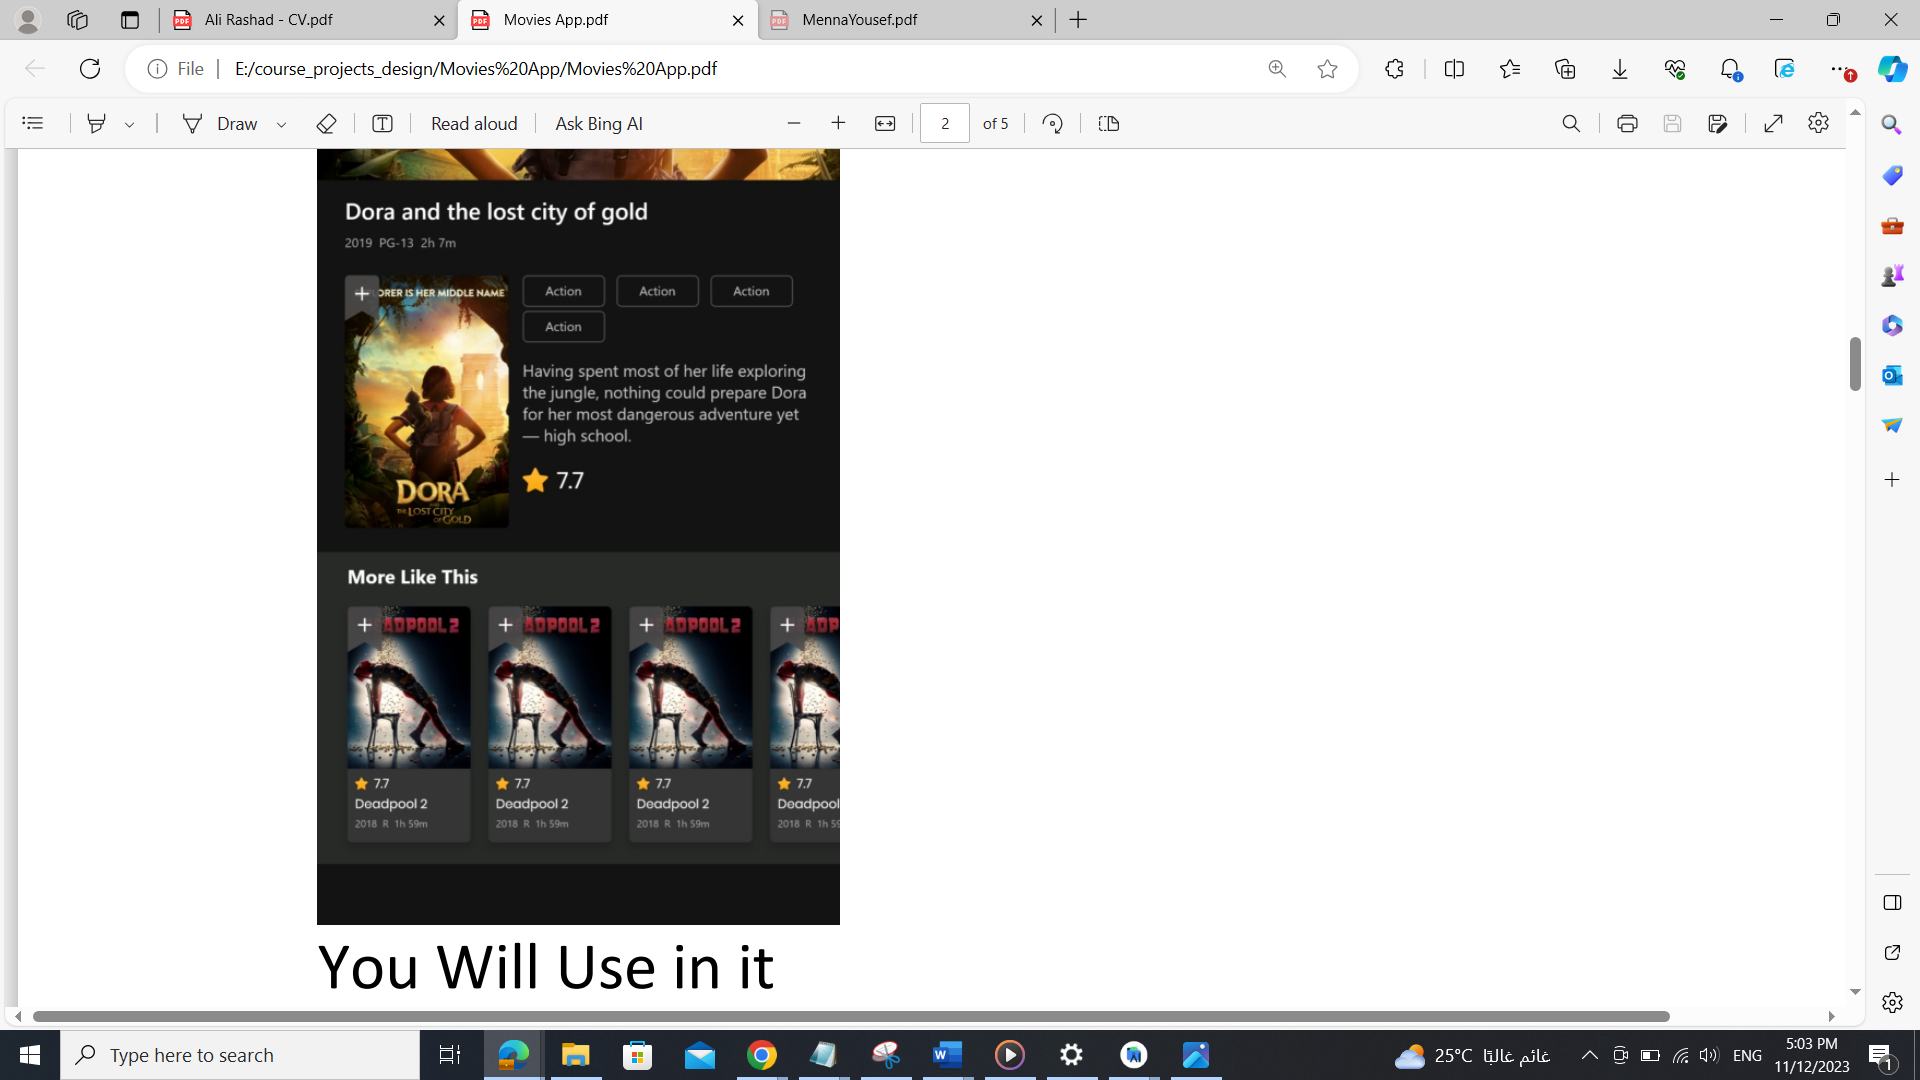 Ali Rashad - CV.pdf
Movies App.pdf
MennaYousef.pdf
File
E:/course_projects_design/Movies%20App/Movies%20App.pdf
Draw
Read aloud
Ask Bing AI
2
of 5
Dora and the lost city of gold
2019 PG-13 2h 7m
ORER IS HER MIDDLE NAME
Action
Action
Action
Action
Having spent most of her life exploring
the jungle, nothing could prepare Dora
for her most dangerous adventure yet
— high school.
7.7
DORA
THE LOST CITY
OF GOLD
More Like This
ADPOOL 2
ADPOOL 2
ADPOOL 2
ADP
7.7
7.7
7.7
7.7
Deadpool 2
Deadpool 2
Deadpool 2
Deadpool
2018 R 1h 59m
2018 R 1h 59m
2018 R 1h 59m
2018 R 1h 59
You Will Use in it
Type here to search
25°C غائم غالبًا
ENG
5:03 PM
11/12/2023
1